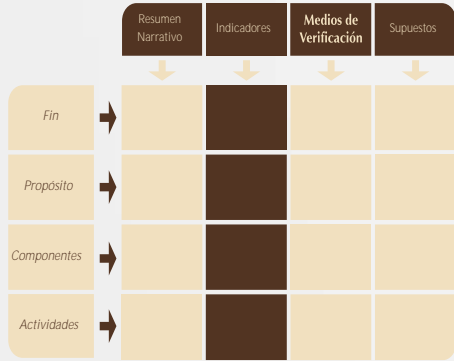 Resumen
Narrativo
Indicadores
Medios de
Verificación
Supuestos
Fin
Propósito
Componentes
Actividades